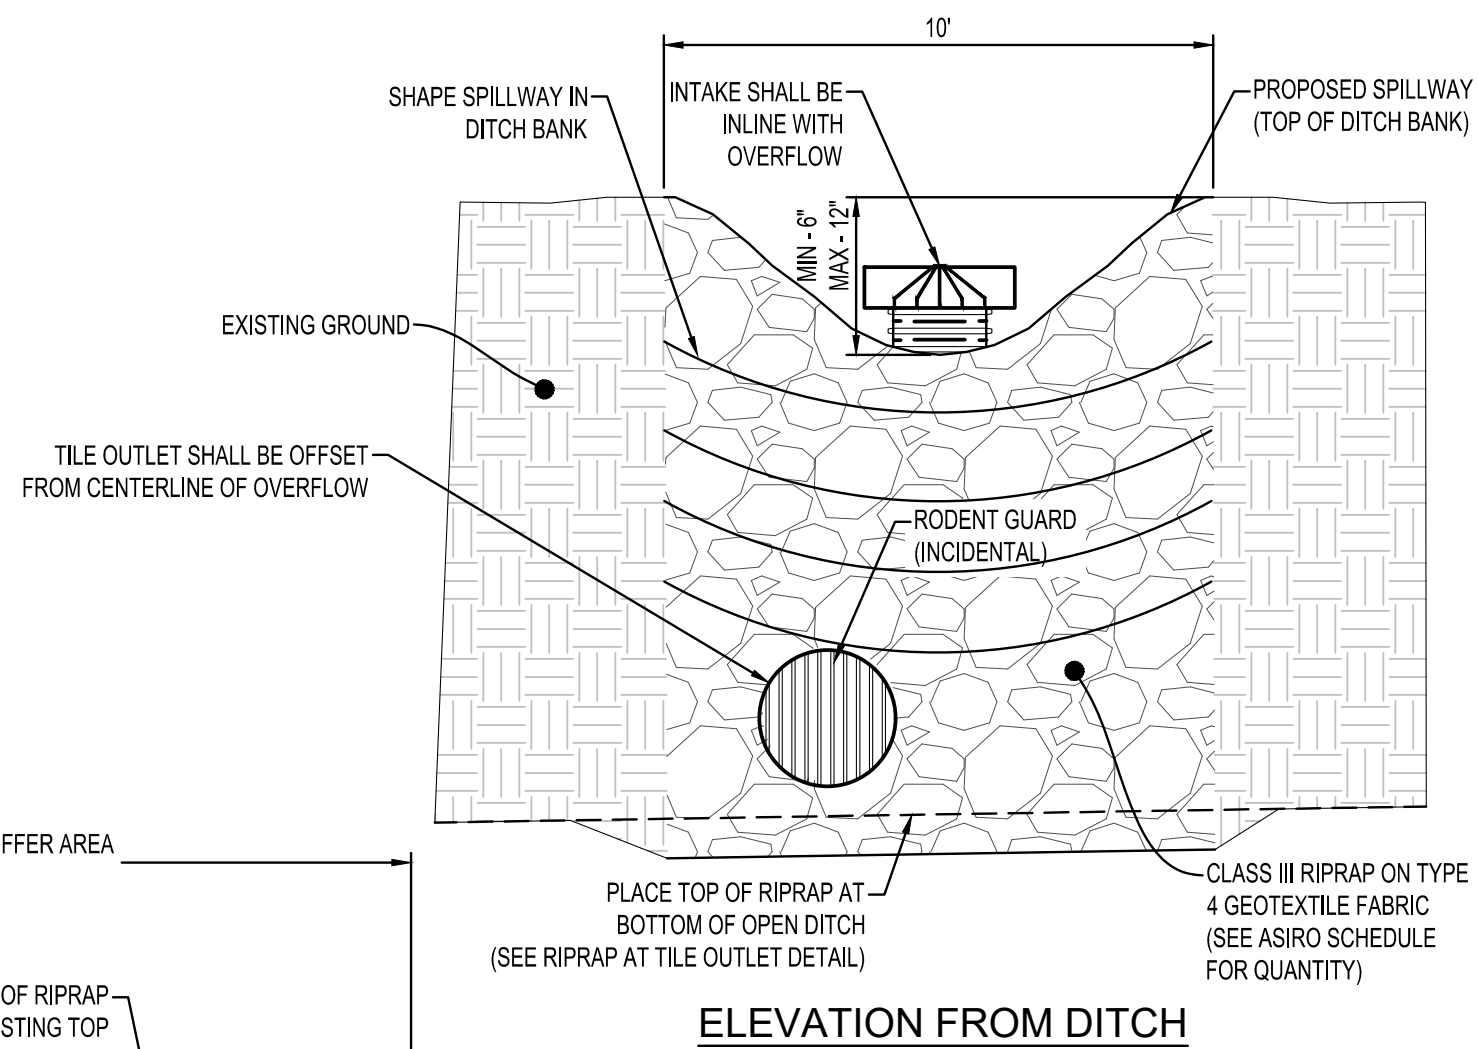 10'
SHAPE SPILLWAY IN
DITCH BANK
INTAKE SHALL BE
INLINE WITH
OVERFLOW
PROPOSED SPILLWAY
(TOP OF DITCH BANK)
MIN - 6"
MAX - 12"
EXISTING GROUND
TILE OUTLET SHALL BE OFFSET
FROM CENTERLINE OF OVERFLOW
RODENT GUARD
(INCIDENTAL)
FFER AREA
PLACE TOP OF RIPRAP AT
BOTTOM OF OPEN DITCH
(SEE RIPRAP AT TILE OUTLET DETAIL)
CLASS III RIPRAP ON TYPE
4 GEOTEXTILE FABRIC
(SEE ASIRO SCHEDULE
FOR QUANTITY)
OF RIPRAP
STING TOP
ELEVATION FROM DITCH